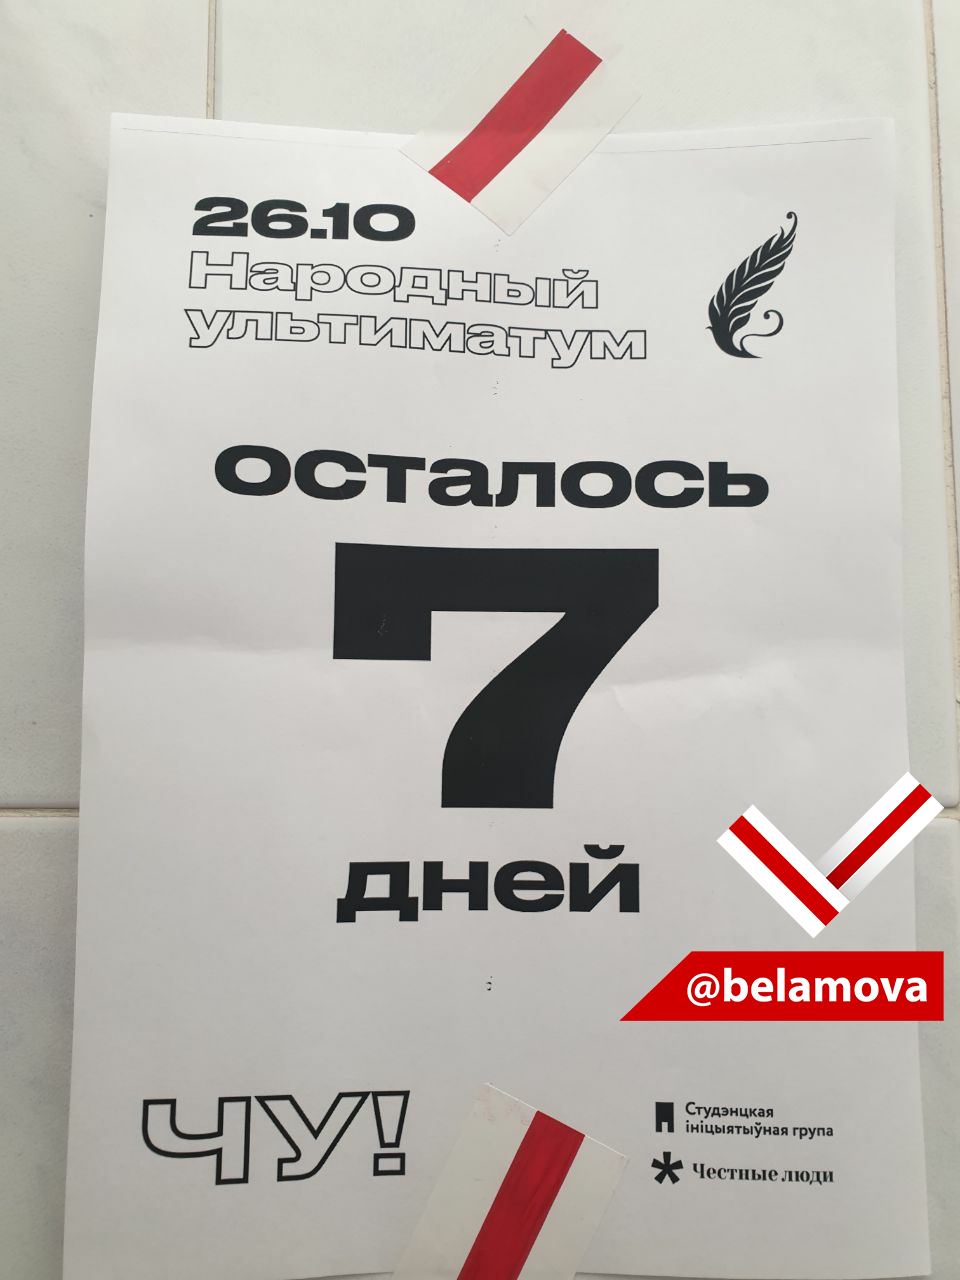 26.10
Народный
ультиматум
осталось
7
дней
@belamova
ЧУ!
Студэнцкая
ініцыятыўная група
Честные люди